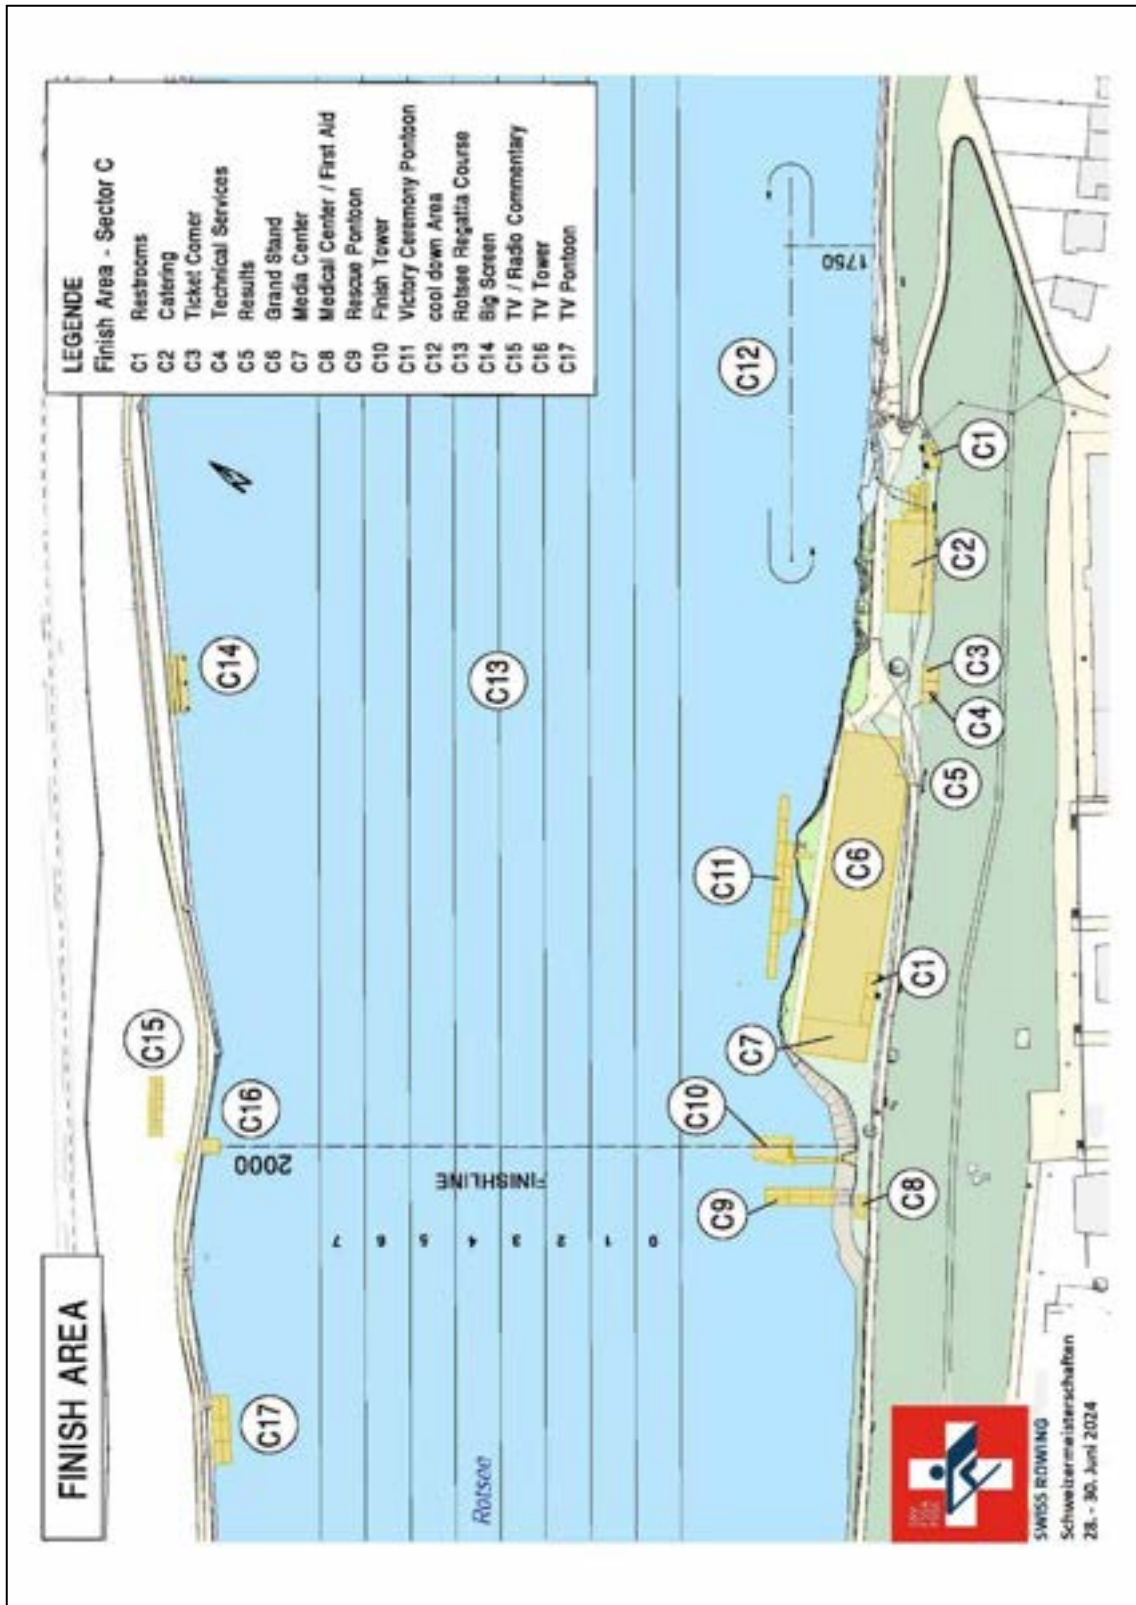 FINISH AREA
LEGENDE
Finish Area - Sector C
C1 Restrooms
C2 Catering
C3 Ticket Corner
C4 Technical Services
C5 Results
C6 Grand Stand
C7 Media Center
C8 Medical Center / First Aid
C9 Rescue Pontoon
C10 Finish Tower
C11 Victory Ceremony Pontoon
C12 cool down Area
C13 Rotsee Regatta Course
C14 Big Screen
C15 TV / Radio Commentary
C16 TV Tower
C17 TV Pontoon
C17
C15
C16
C14
N
2000
FINISHLINE
7
6
5
4
3
2
1
0
Rotsee
C13
C12
1750
C9
C10
C11
C7
C8
C6
C1
C5
C4
C3
C2
C1
SWISS ROWING
Schweizermeisterschaften
28. - 30. Juni 2024